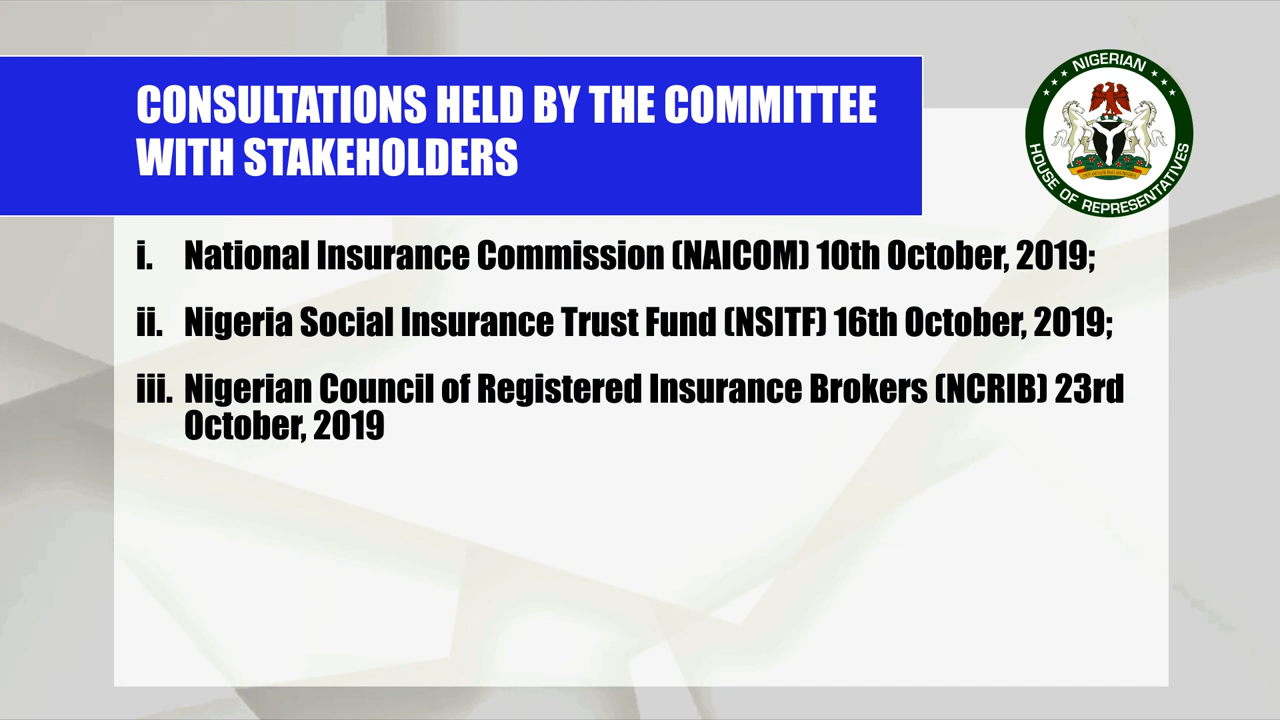 CONSULTATIONS HELD BY THE COMMITTEE
WITH STAKEHOLDERS
NIGERIAN
HOUSE OF REPRESENTATIVES
i. National Insurance Commission (NAICOM) 10th October, 2019;
ii. Nigeria Social Insurance Trust Fund (NSITF) 16th October, 2019;
iii. Nigerian Council of Registered Insurance Brokers (NCRIB) 23rd
October, 2019